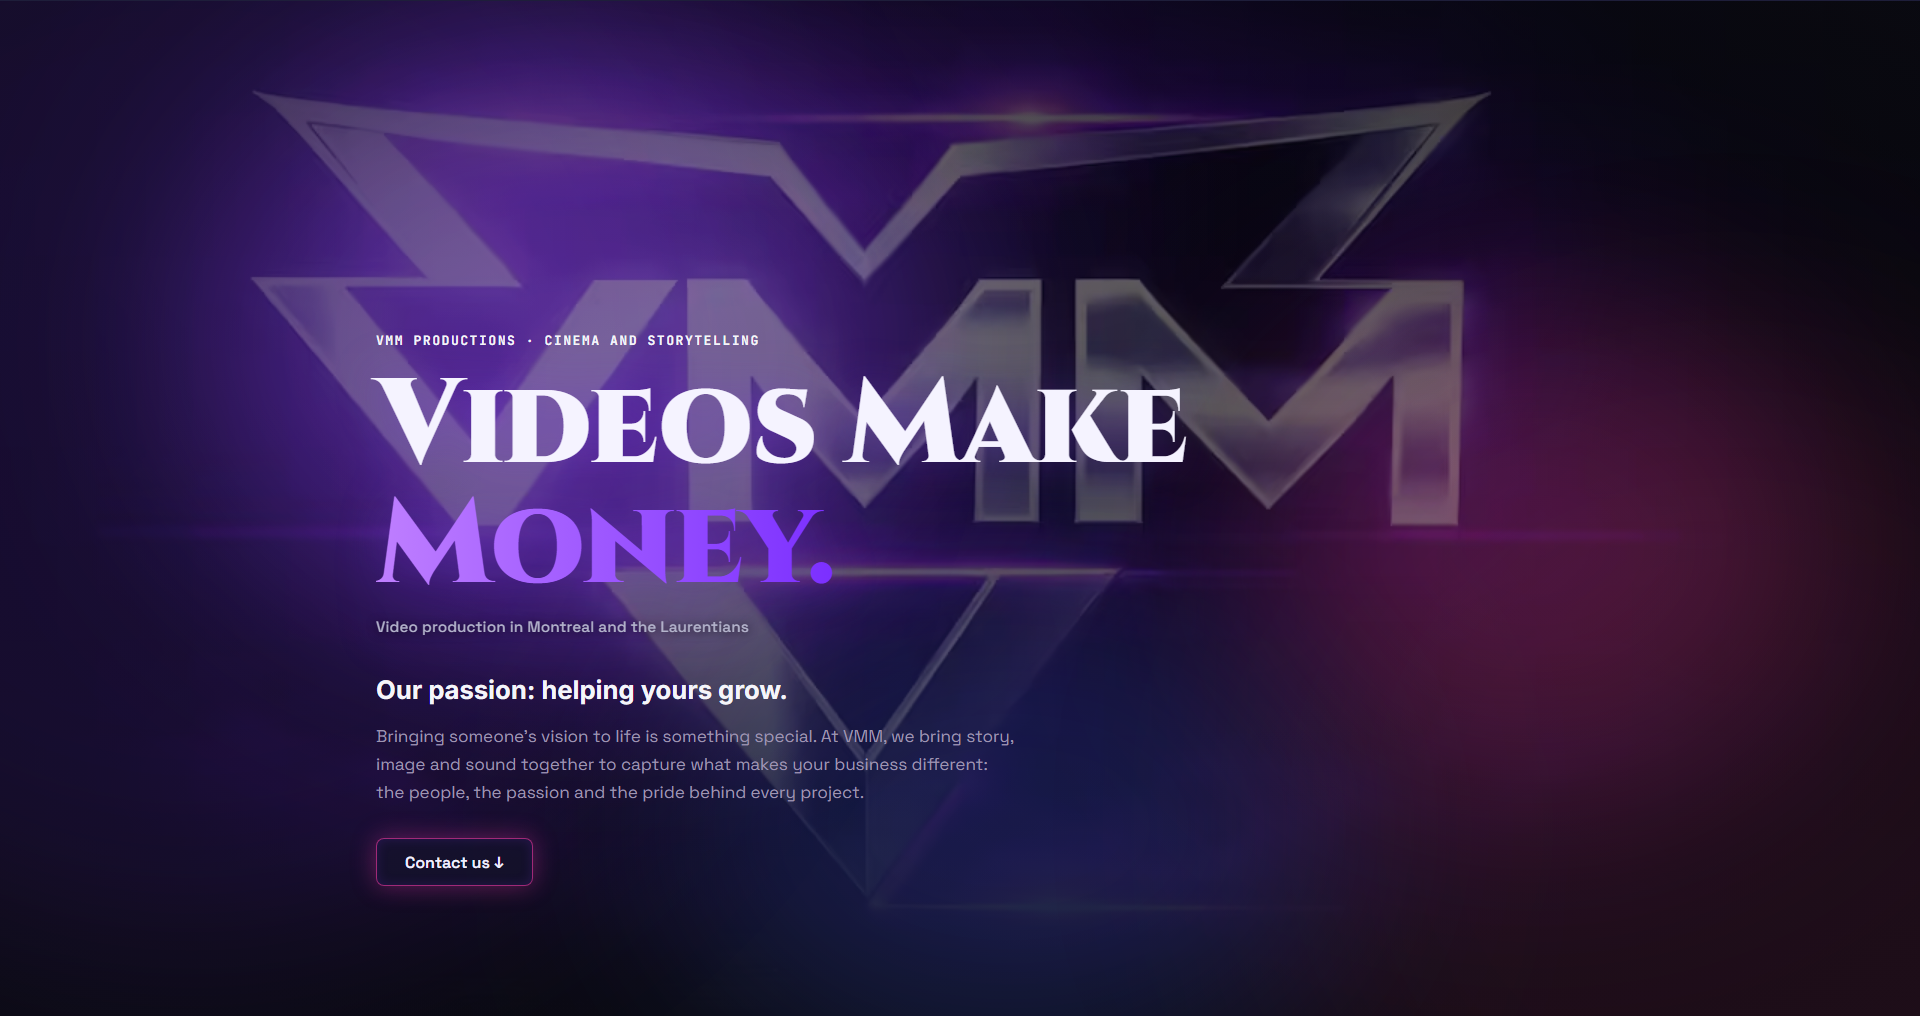 VMM
VMM PRODUCTIONS · CINEMA AND STORYTELLING
VIDEOS MAKE
MONEY.
Video production in Montreal and the Laurentians
Our passion: helping yours grow.
Bringing someone’s vision to life is something special. At VMM, we bring story,
image and sound together to capture what makes your business different:
the people, the passion and the pride behind every project.
Contact us ↓